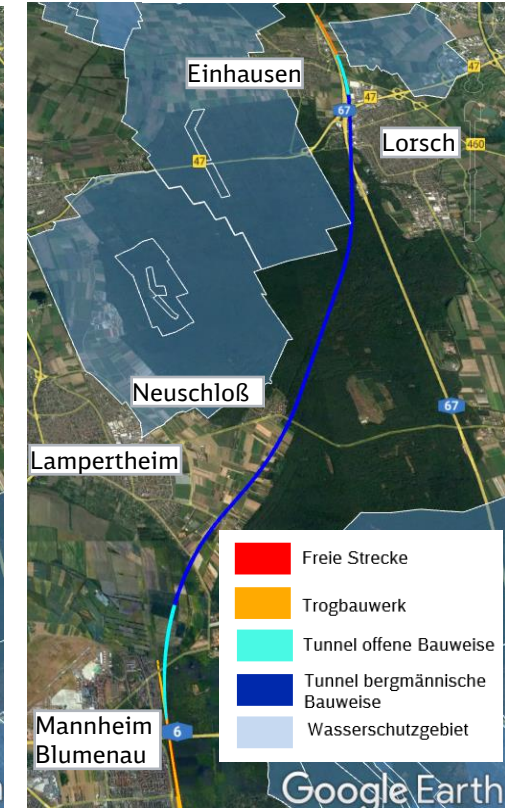 47
Einhausen
47
67
Lorsch
460
47
Neuschloß
67
Lampertheim
Freie Strecke
Trogbauwerk
Tunnel offene Bauweise
Tunnel bergmännische
Bauweise
Wasserschutzgebiet
Mannheim
Blumenau
6
Google Earth